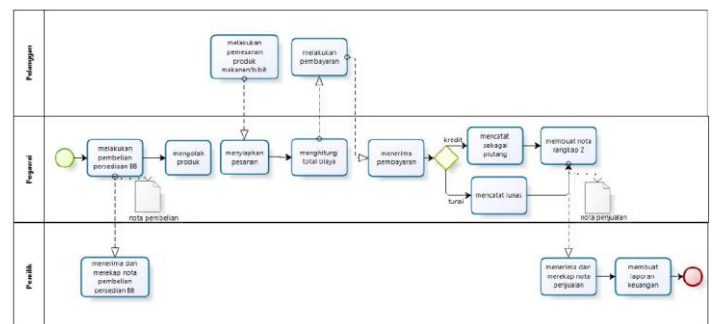 Pelanggan
melakukan
pemesanan
produk
makanan/bibit
melakukan
pembayaran
Pegawai
melakukan
pembelian
persediaan BB
mengolah
produk
menyiapkan
pesanan
menghitung
total biaya
menerima
pembayaran
kredit
mencatat
sebagai
piutang
membuat nota
rangkap 2
tunai
mencatat lunas
nota pembelian
nota penjualan
Pemilik
menerima dan
merekap nota
pembelian
persedian BB
menerima dan
merekap nota
penjualan
membuat
laporan
keuangan